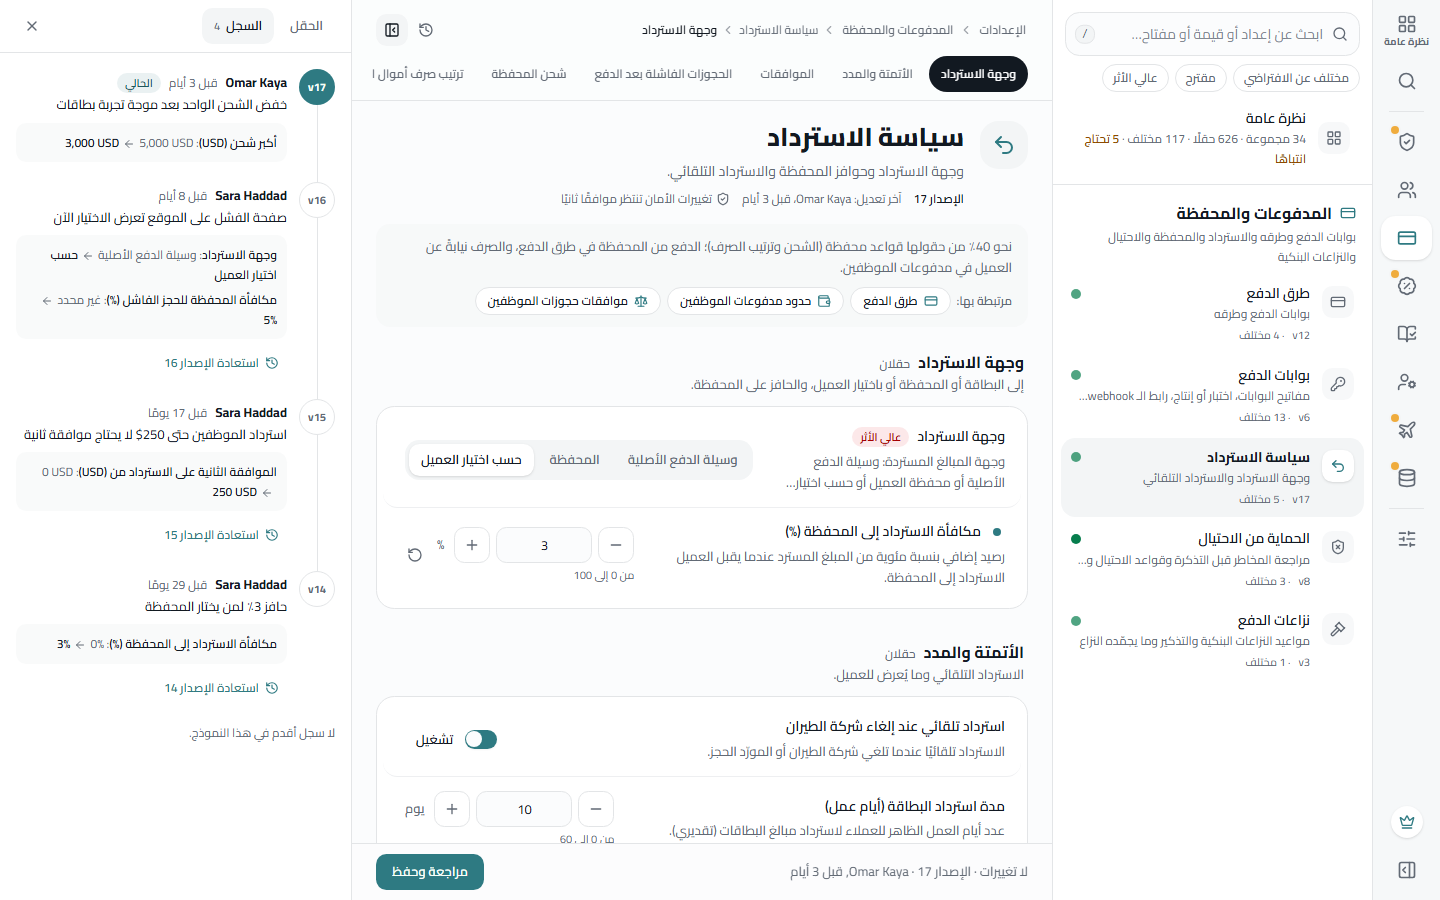 نظرة عامة
ابحث عن إعداد أو قيمة أو مفتاح...
/
مختلف عن الافتراضي
مقترح
عالي الأثر
نظرة عامة
34 مجموعة · 626 حقلًا · 117 مختلف · 5 تحتاج
انتباهًا
المدفوعات والمحفظة
بوابات الدفع وطرقه والاسترداد والمحفظة والاحتيال
والنزاعات البنكية
طرق الدفع
بوابات الدفع وطرقه
v12 · 4 مختلف
بوابات الدفع
مفاتيح البوابات، اختبار أو إنتاج، رابط الـ webhook...
v6 · 13 مختلف
سياسة الاسترداد
وجهة الاسترداد والاسترداد التلقائي
v17 · 5 مختلف
الحماية من الاحتيال
مراجعة المخاطر قبل التذكرة وقواعد الاحتيال و...
v8 · 3 مختلف
نزاعات الدفع
مواعيد النزاعات البنكية والتذكير وما يجمّده النزاع
v3 · 1 مختلف
الإعدادات
المدفوعات والمحفظة
سياسة الاسترداد
وجهة الاسترداد
وجهة الاسترداد
الأتمتة والمدد
الموافقات
الحجوزات الفاشلة بعد الدفع
شحن المحفظة
ترتيب صرف أموال ا
سياسة الاسترداد
وجهة الاسترداد وحوافز المحفظة والاسترداد التلقائي.
الإصدار 17
آخر تعديل: Omar Kaya، قبل 3 أيام
تغييرات الأمان تنتظر موافقًا ثانيًا
نحو 40٪ من حقولها قواعد محفظة (الشحن وترتيب الصرف)؛ الدفع من المحفظة في طرق الدفع، والصرف نيابةً عن
العميل في مدفوعات الموظفين.
مرتبطة بها:
طرق الدفع
حدود مدفوعات الموظفين
موافقات حجوزات الموظفين
وجهة الاسترداد حقلان
إلى البطاقة أو المحفظة أو باختيار العميل، والحافز على المحفظة.
وجهة الاسترداد
عالي الأثر
وجهة المبالغ المستردة: وسيلة الدفع
الأصلية أو محفظة العميل أو حسب اختيار...
وسيلة الدفع الأصلية
المحفظة
حسب اختيار العميل
مكافأة الاسترداد إلى المحفظة (%)
رصيد إضافي بنسبة مئوية من المبلغ المسترد عندما يقبل العميل
الاسترداد إلى المحفظة.
3
%
من 0 إلى 100
الأتمتة والمدد حقلان
الاسترداد التلقائي وما يُعرض للعميل.
استرداد تلقائي عند إلغاء شركة الطيران
الاسترداد تلقائيًا عندما تلغي شركة الطيران أو المورّد الحجز.
تشغيل
مدة استرداد البطاقة (أيام عمل)
عدد أيام العمل الظاهر للعملاء لاسترداد مبالغ البطاقات (تقديري).
10
يوم
من 0 إلى 60
لا تغييرات · الإصدار 17 · Omar Kaya، قبل 3 أيام
مراجعة وحفظ
الحقل
السجل 4
v17
Omar Kaya قبل 3 أيام
الحالي
خفض الشحن الواحد بعد موجة تجربة بطاقات
أكبر شحن (USD): 5,000 USD ← 3,000 USD
v16
Sara Haddad قبل 8 أيام
صفحة الفشل على الموقع تعرض الاختيار الآن
وجهة الاسترداد: وسيلة الدفع الأصلية ← حسب
اختيار العميل
مكافأة المحفظة للحجز الفاشل (%): غير محدد ←
5%
استعادة الإصدار 16
v15
Sara Haddad قبل 17 يومًا
استرداد الموظفين حتى 250$ لا يحتاج موافقة ثانية
الموافقة الثانية على الاسترداد من (USD): 0 USD
← 250 USD
استعادة الإصدار 15
v14
Sara Haddad قبل 29 يومًا
حافز 3٪ لمن يختار المحفظة
مكافأة الاسترداد إلى المحفظة (%): 0% ← 3%
استعادة الإصدار 14
لا سجل أقدم في هذا النموذج.